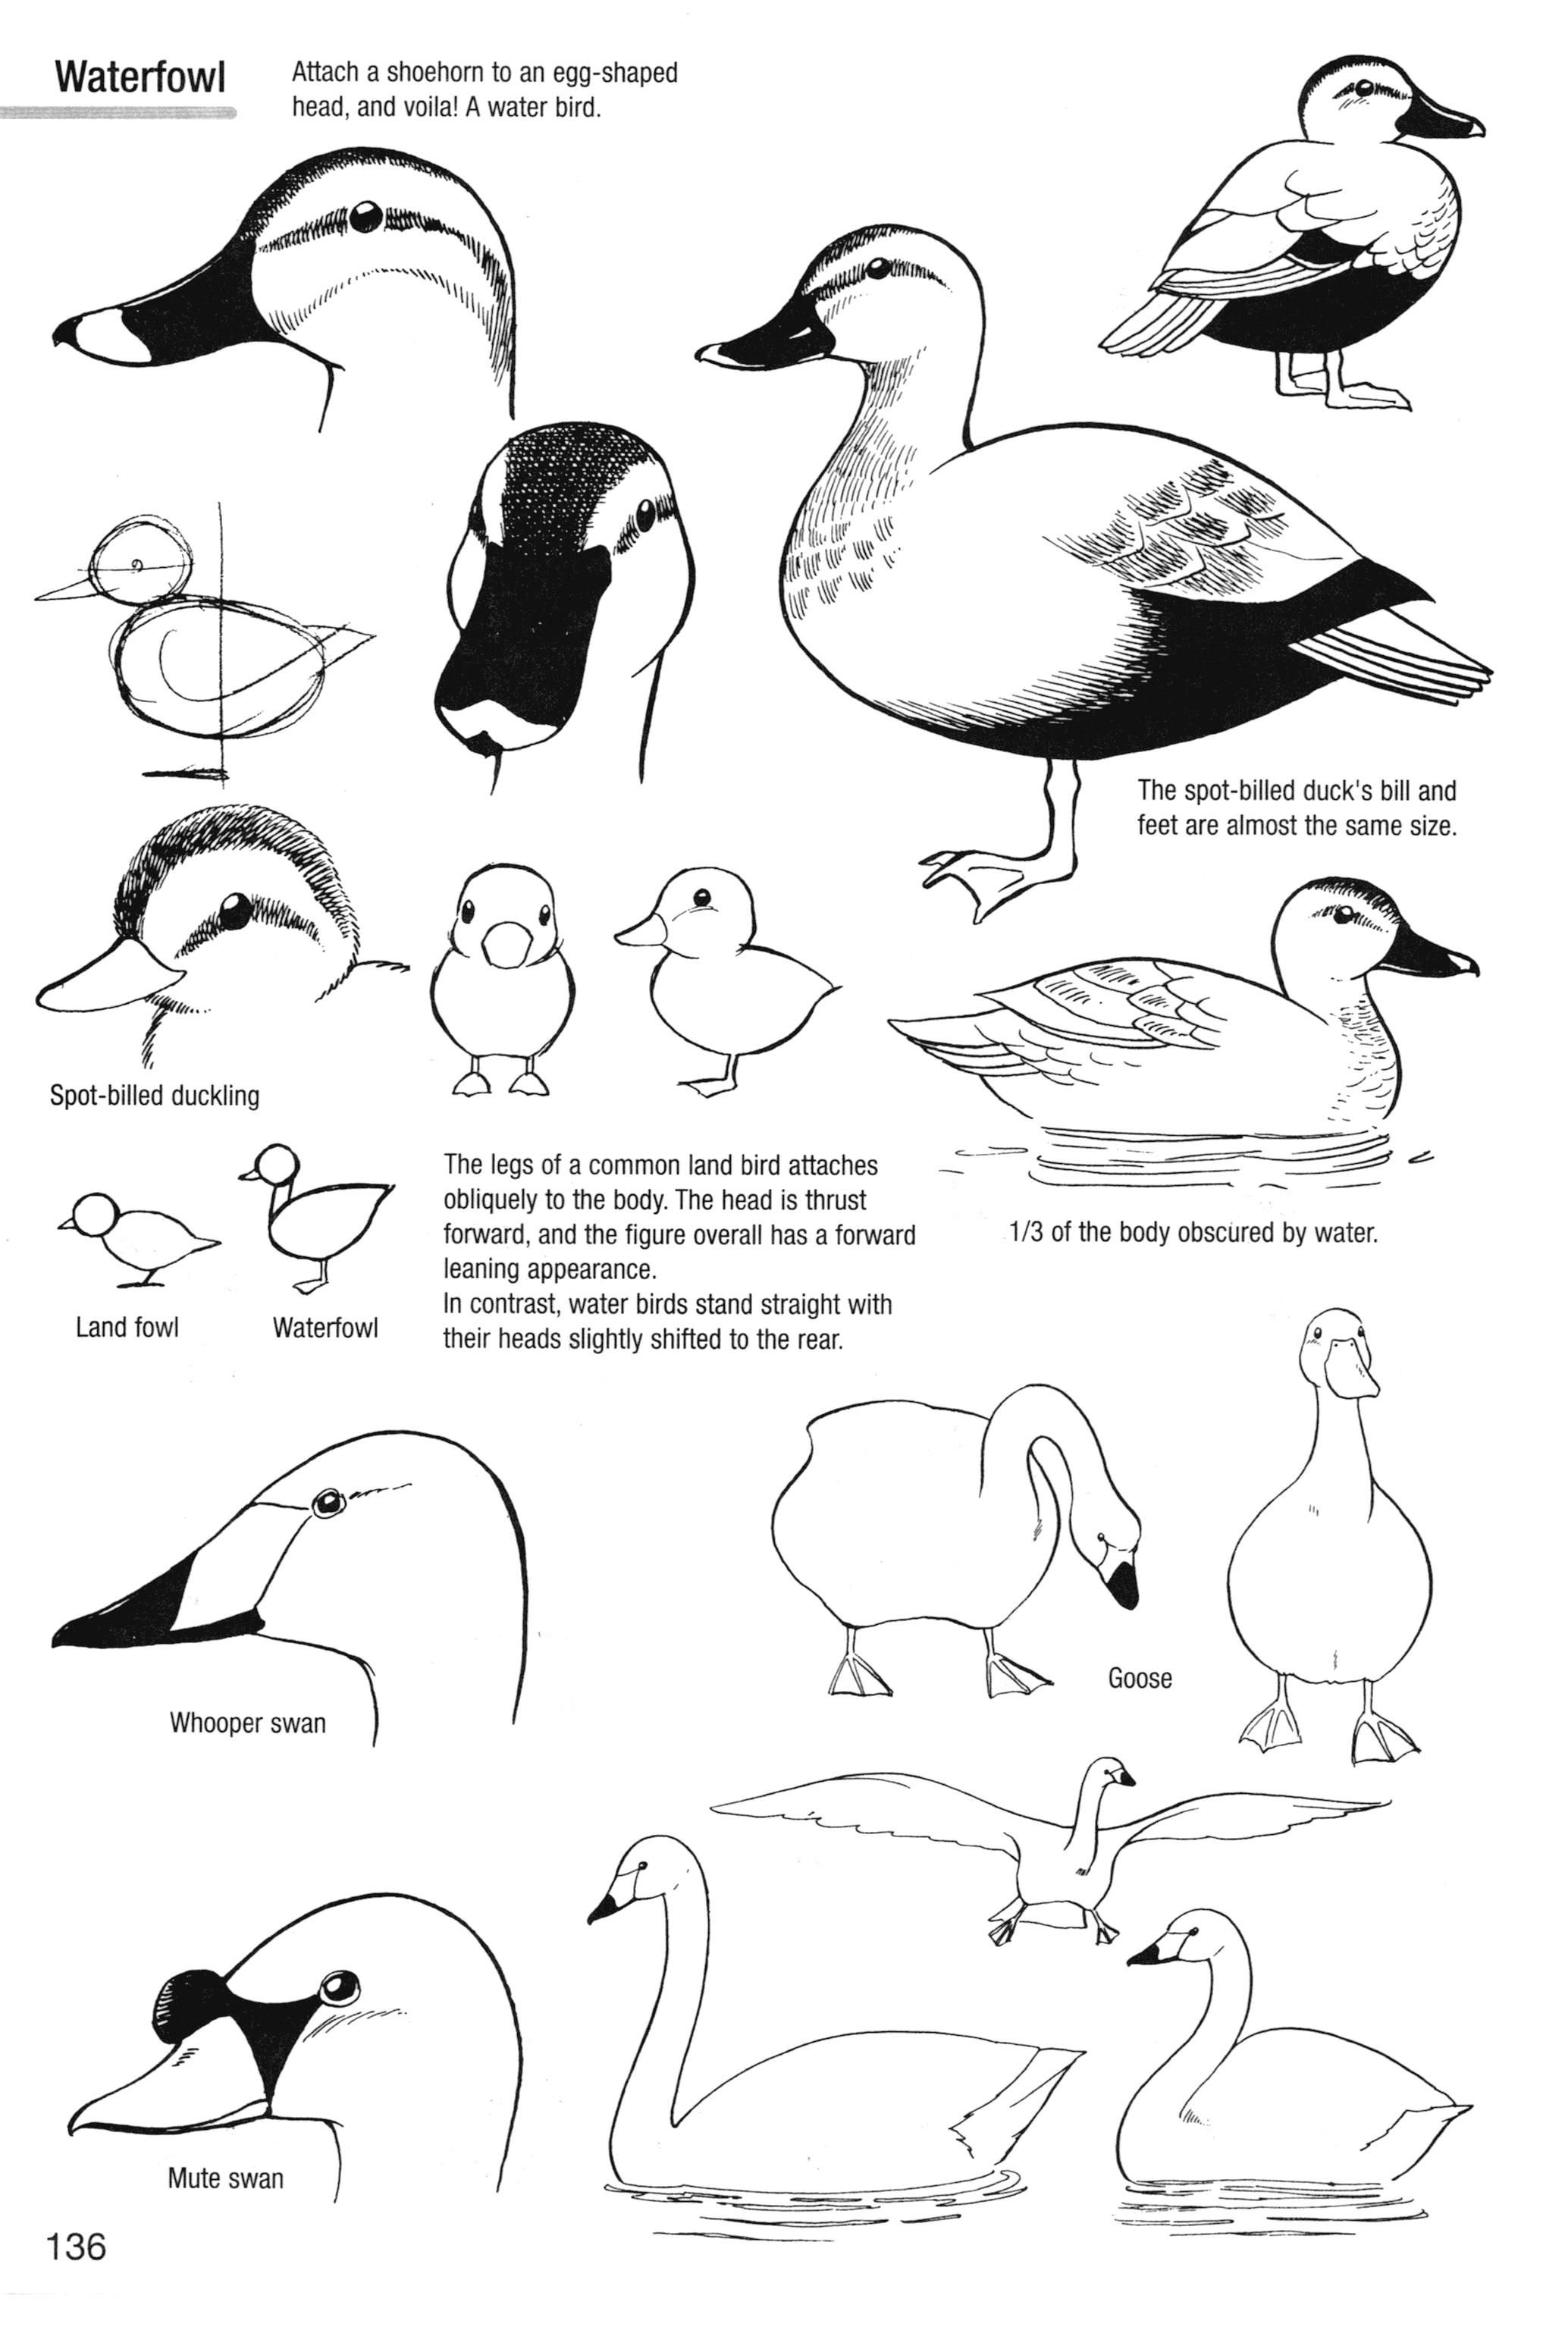 Waterfowl
Attach a shoehorn to an egg-shaped
head, and voila! A water bird.
The spot-billed duck's bill and
feet are almost the same size.
Spot-billed duckling
The legs of a common land bird attaches
obliquely to the body. The head is thrust
forward, and the figure overall has a forward
leaning appearance.
In contrast, water birds stand straight with
their heads slightly shifted to the rear.
1/3 of the body obscured by water.
Land fowl
Waterfowl
Goose
Whooper swan
Mute swan
136